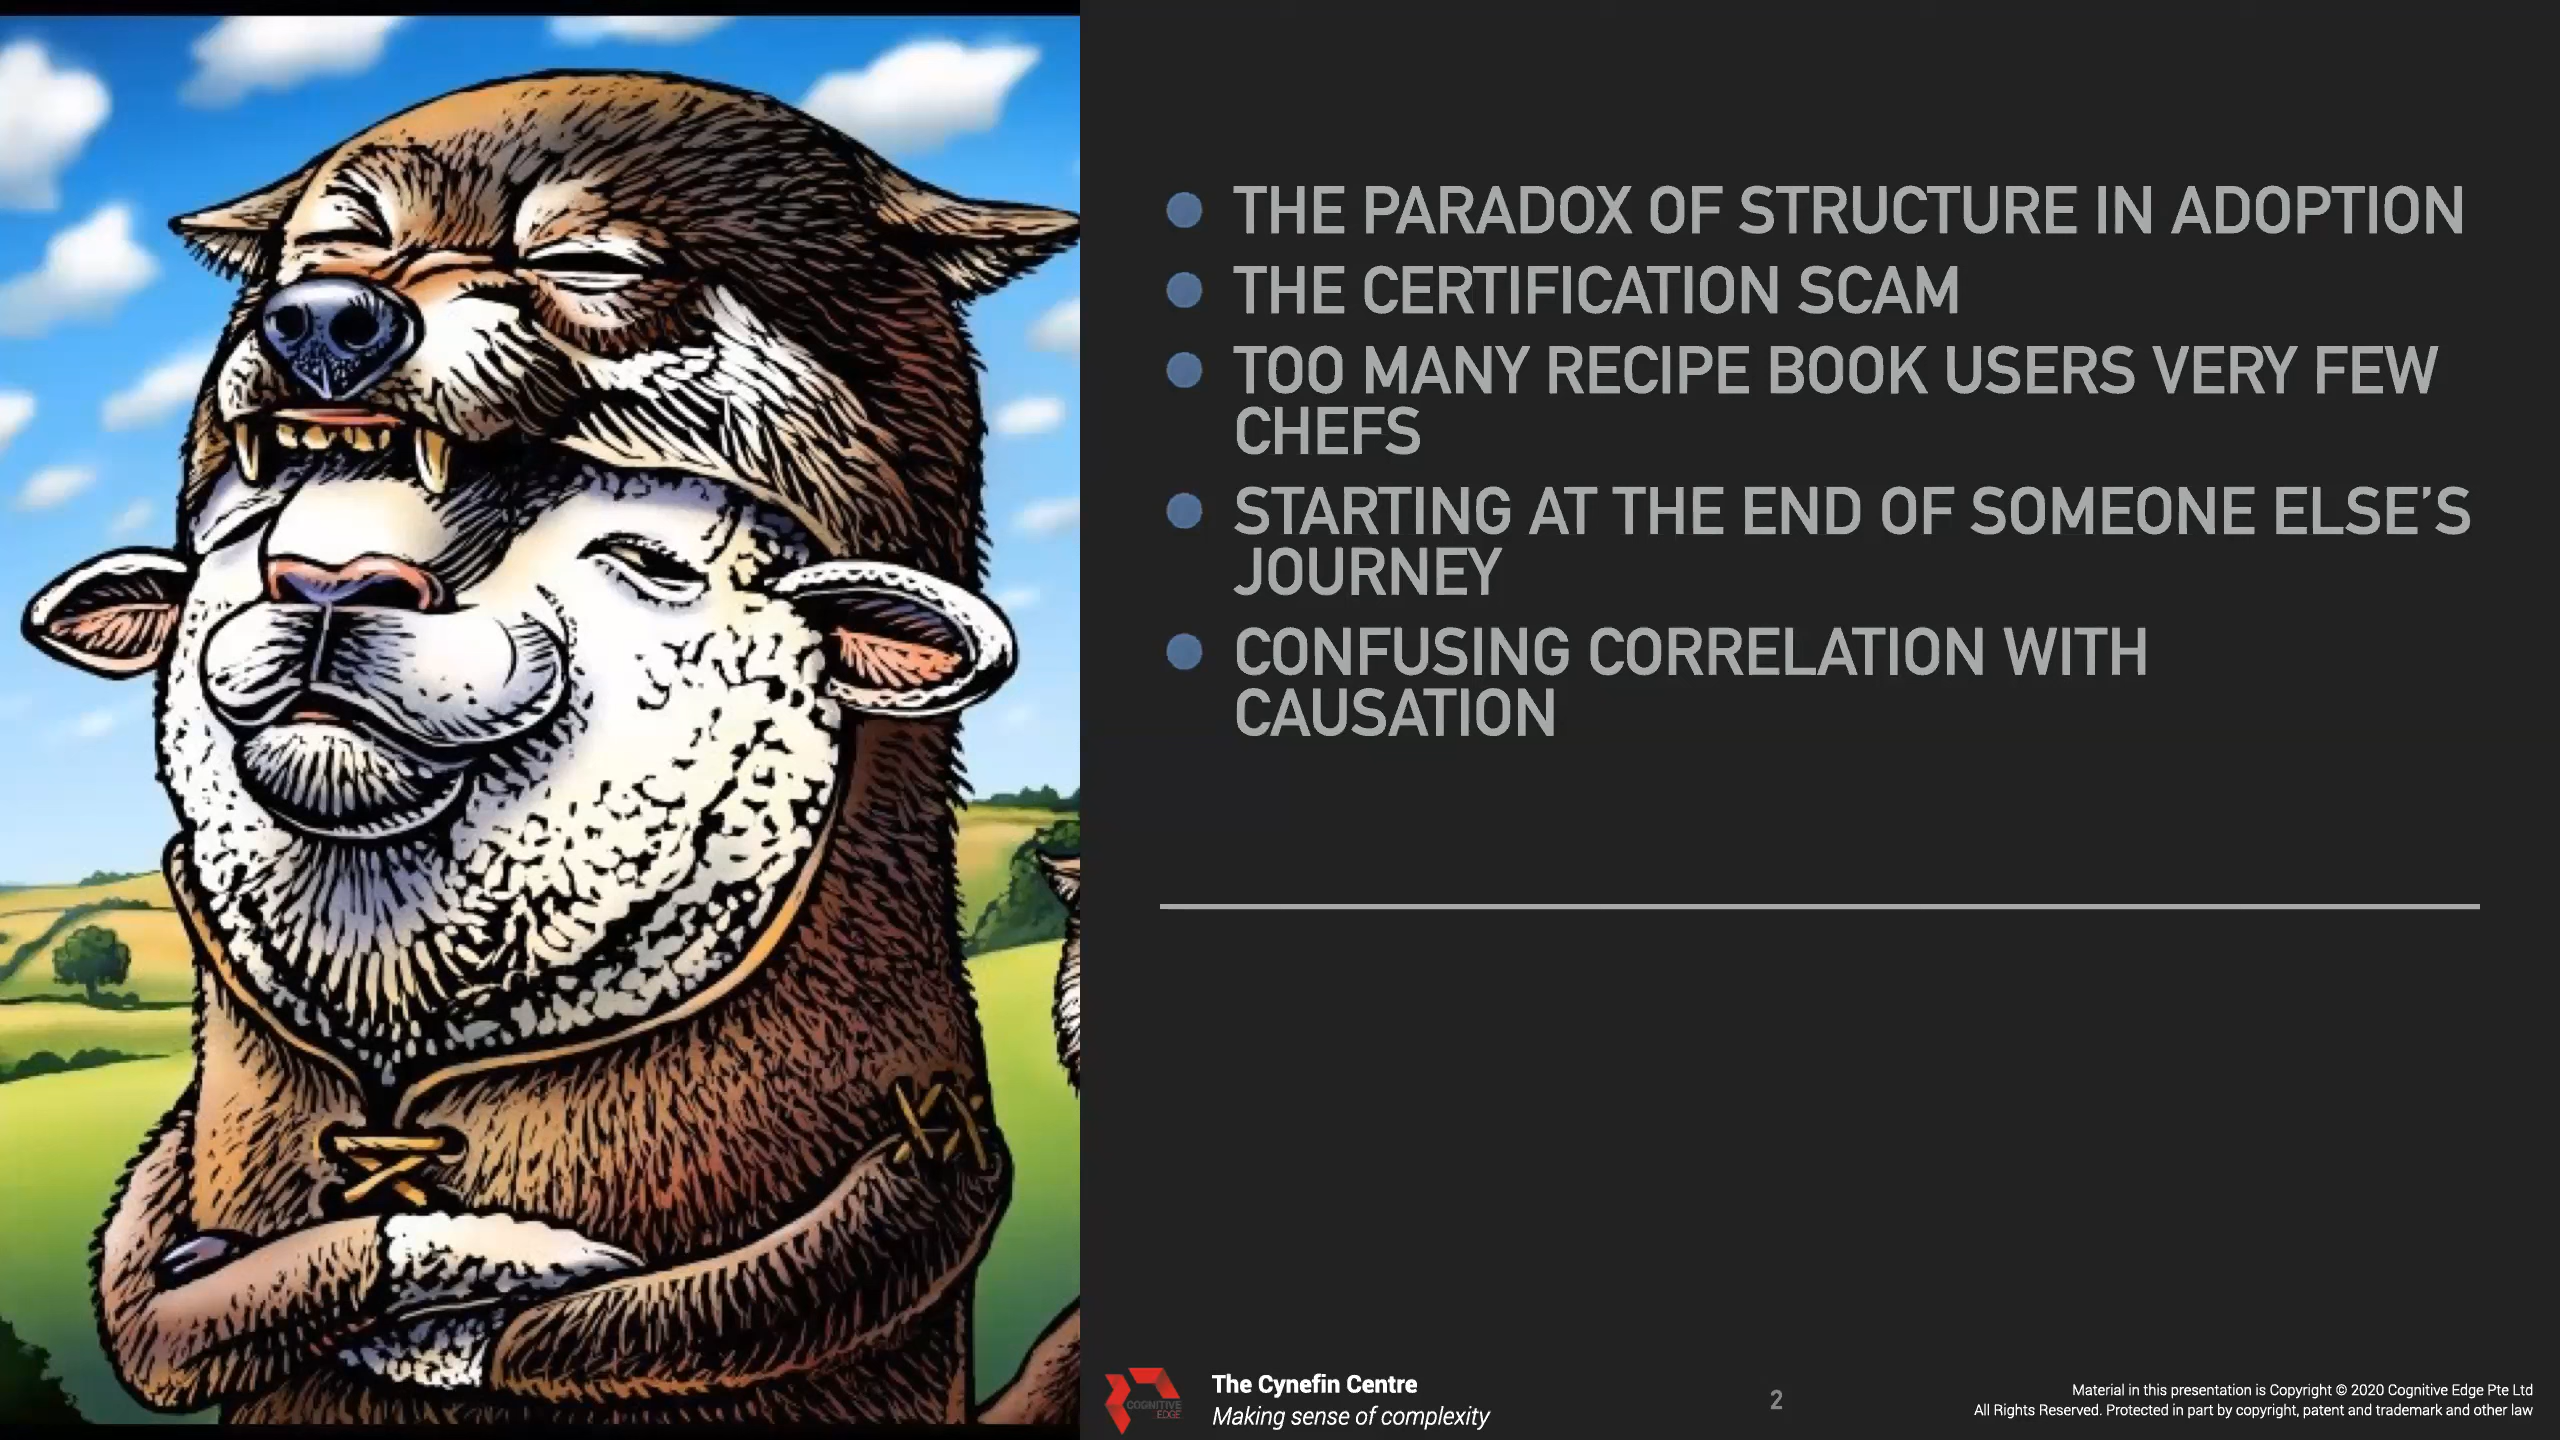 THE PARADOX OF STRUCTURE IN ADOPTION
THE CERTIFICATION SCAM
TOO MANY RECIPE BOOK USERS VERY FEW
CHEFS
STARTING AT THE END OF SOMEONE ELSE’S
JOURNEY
CONFUSING CORRELATION WITH
CAUSATION
COGNITIVE
EDGE
The Cynefin Centre
Making sense of complexity
2
Material in this presentation is Copyright © 2020 Cognitive Edge Pte Ltd
All Rights Reserved. Protected in part by copyright, patent and trademark and other law